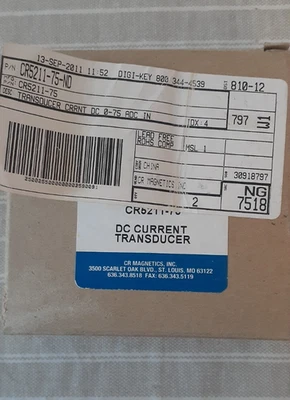 13-SEP-2011 11 52 DIGI-KEY 800 344-4539
P/N CR5211-75-ND
CR5211-75
TRANSDUCER CRRNT DC 0-75 ADC IN
IDX 4
810-12
797
1/3
LEAD FREE
ROHS COMP
MSL 1
CHINA
30918797
CR MAGNETICS, INC
2
NG
7518
CR5211-75
DC CURRENT
TRANSDUCER
CR MAGNETICS, INC.
3500 SCARLET OAK BLVD., ST. LOUIS, MO 63122
636.343.8518 FAX: 636.343.5119